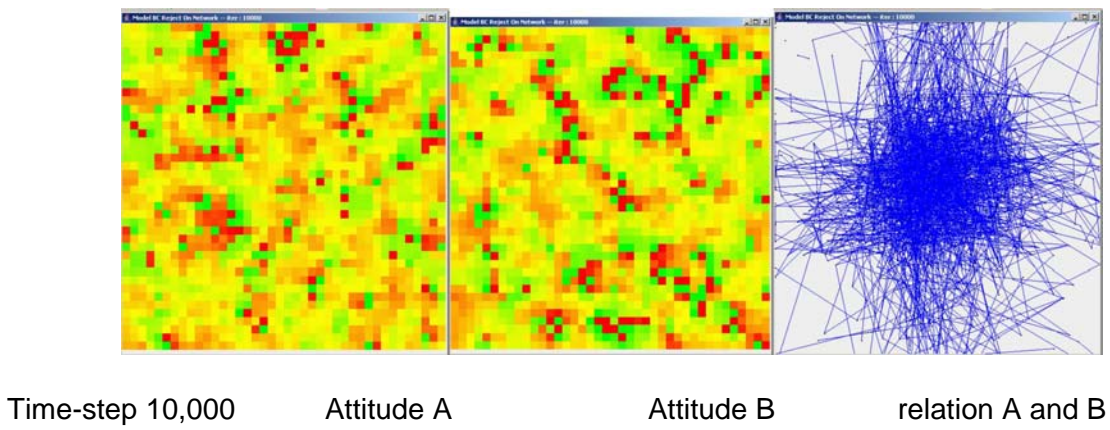 Model BC Reject On Network -- iter : 10000
Model BC Reject On Network -- iter : 10000
Model BC Reject On Network -- iter : 10000
Time-step 10,000 Attitude A Attitude B relation A and B